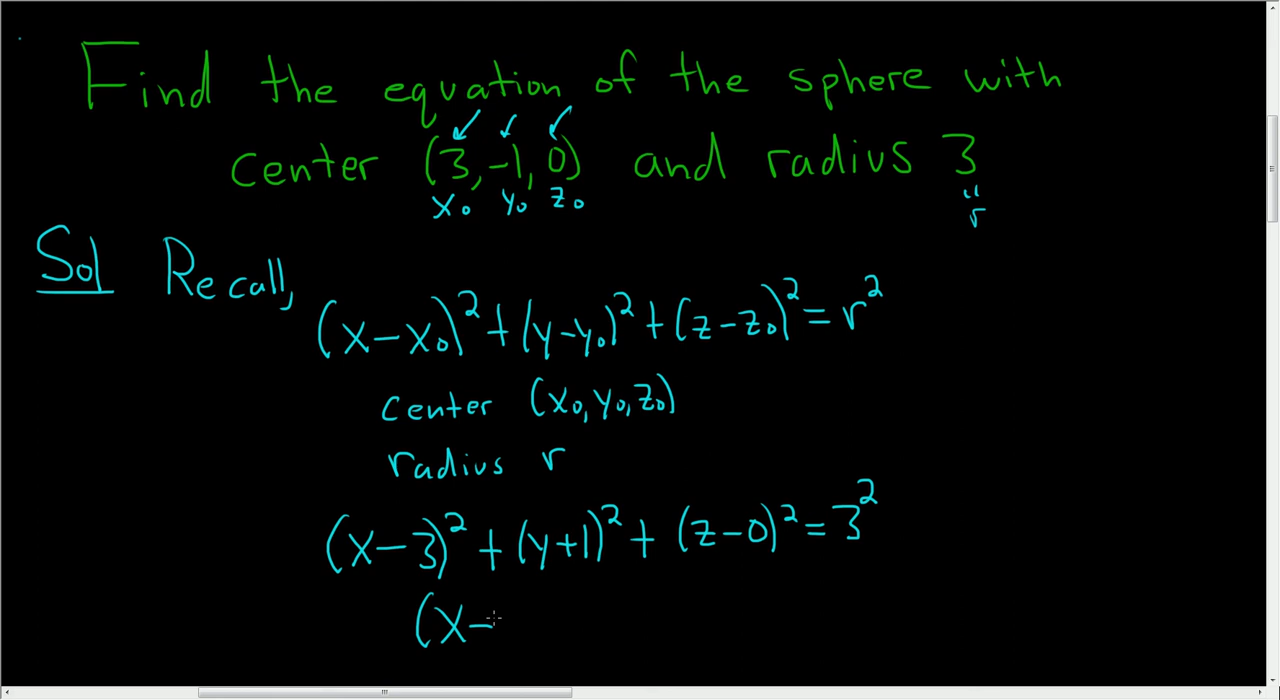 Find the equation of the sphere with
center (3, -1, 0) and radius 3
x₀ y₀ z₀
"
r
Sol Recall,
(x-x₀)² + (y-y₀)² + (z-z₀)² = r²
center (x₀, y₀, z₀)
radius r
(x-3)² + (y+1)² + (z-0)² = 3²
(x-